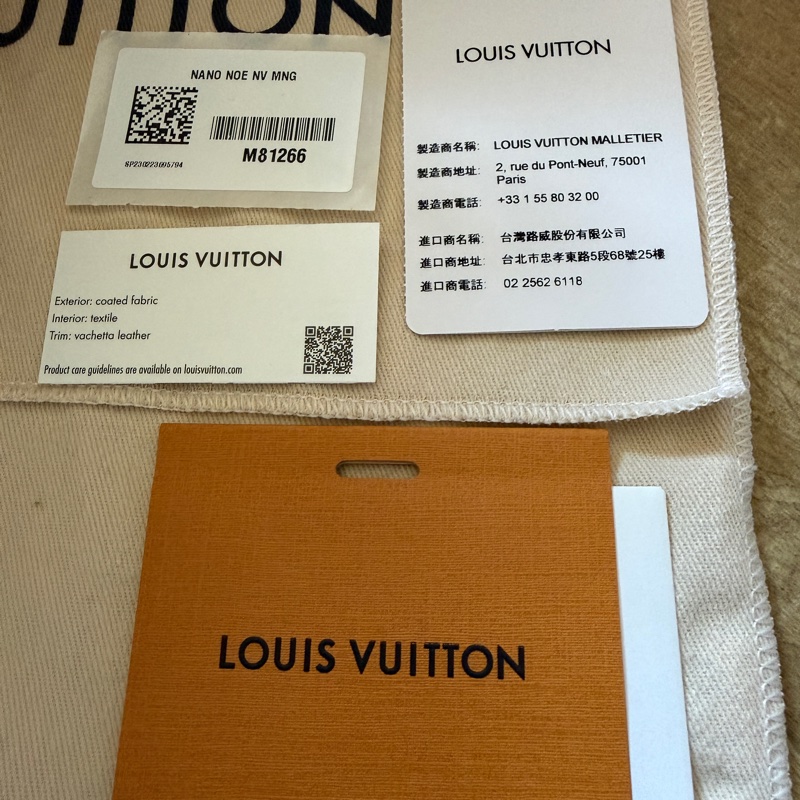 UITTON
NANO NOE NV MNG
M81266
SP230223695794
LOUIS VUITTON
Exterior: coated fabric
Interior: textile
Trim: vachetta leather
Product care guidelines are available on louisvuitton.com
LOUIS VUITTON
製造商名稱: LOUIS VUITTON MALLETIER
製造商地址: 2, rue du Pont-Neuf, 75001
Paris
製造商電話: +33 1 55 80 32 00
進口商名稱: 台灣路威股份有限公司
進口商地址: 台北市忠孝東路5段68號25樓
進口商電話: 02 2562 6118
LOUIS VUITTON